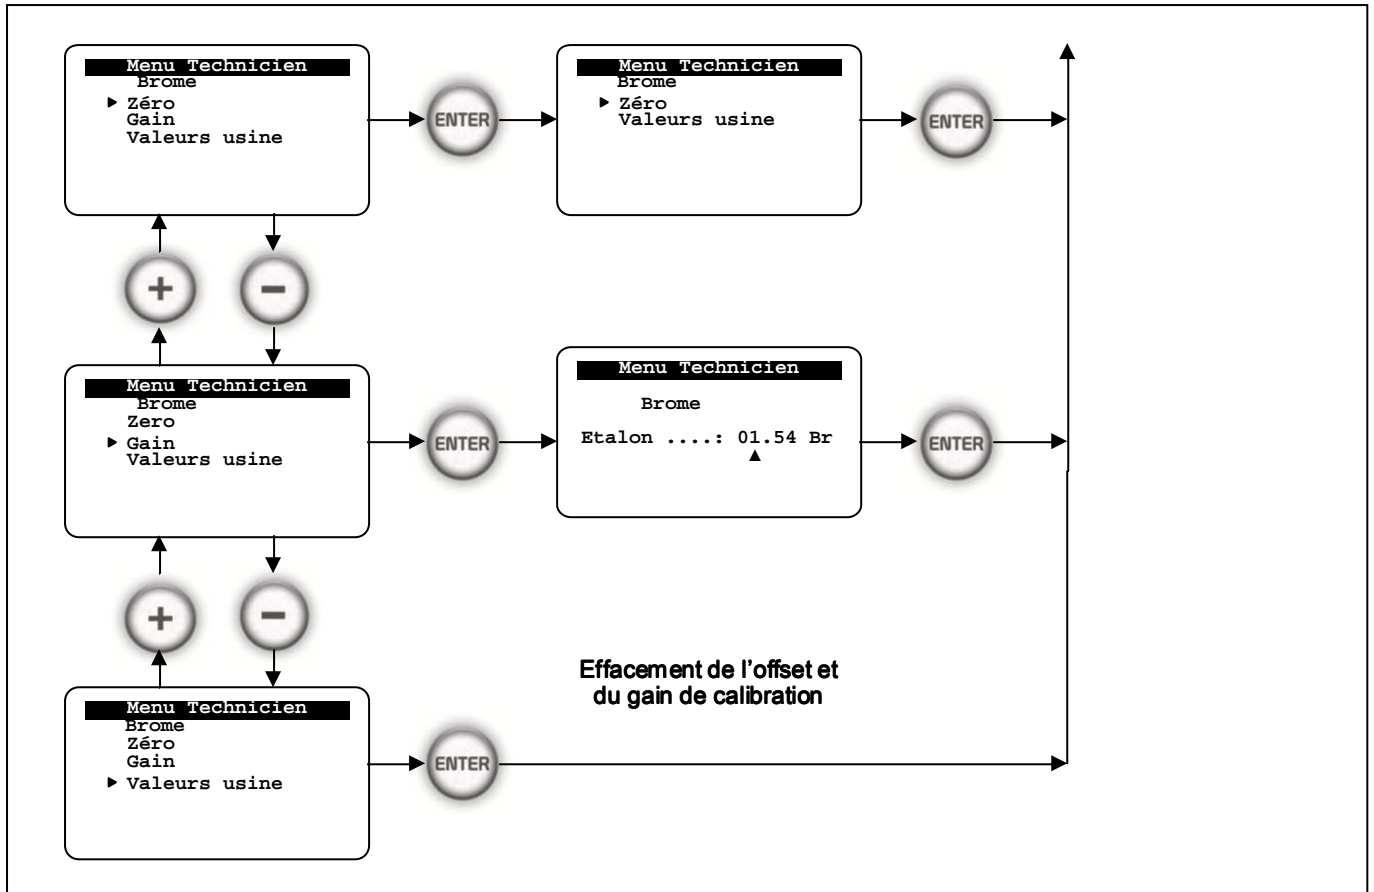 Menu Technicien
Brome
Zéro
Gain
Valeurs usine
ENTER
Menu Technicien
Brome
Zéro
Valeurs usine
ENTER
+
−
Menu Technicien
Brome
Zero
Gain
Valeurs usine
ENTER
Menu Technicien
Brome
Etalon ....: 01.54 Br
ENTER
+
−
Menu Technicien
Brome
Zéro
Gain
Valeurs usine
ENTER
Effacement de l'offset et
du gain de calibration